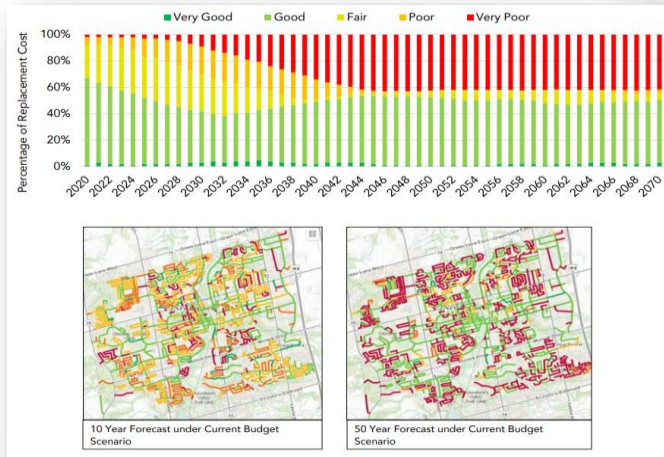 Very Good Good Fair Poor Very Poor
100%
80%
60%
40%
20%
0%
Percentage of Replacement Cost
2020 2022 2024 2026 2028 2030 2032 2034 2036 2038 2040 2042 2044 2046 2048 2050 2052 2054 2056 2058 2060 2062 2064 2066 2068 2070
10 Year Forecast under Current Budget
Scenario
50 Year Forecast under Current Budget
Scenario